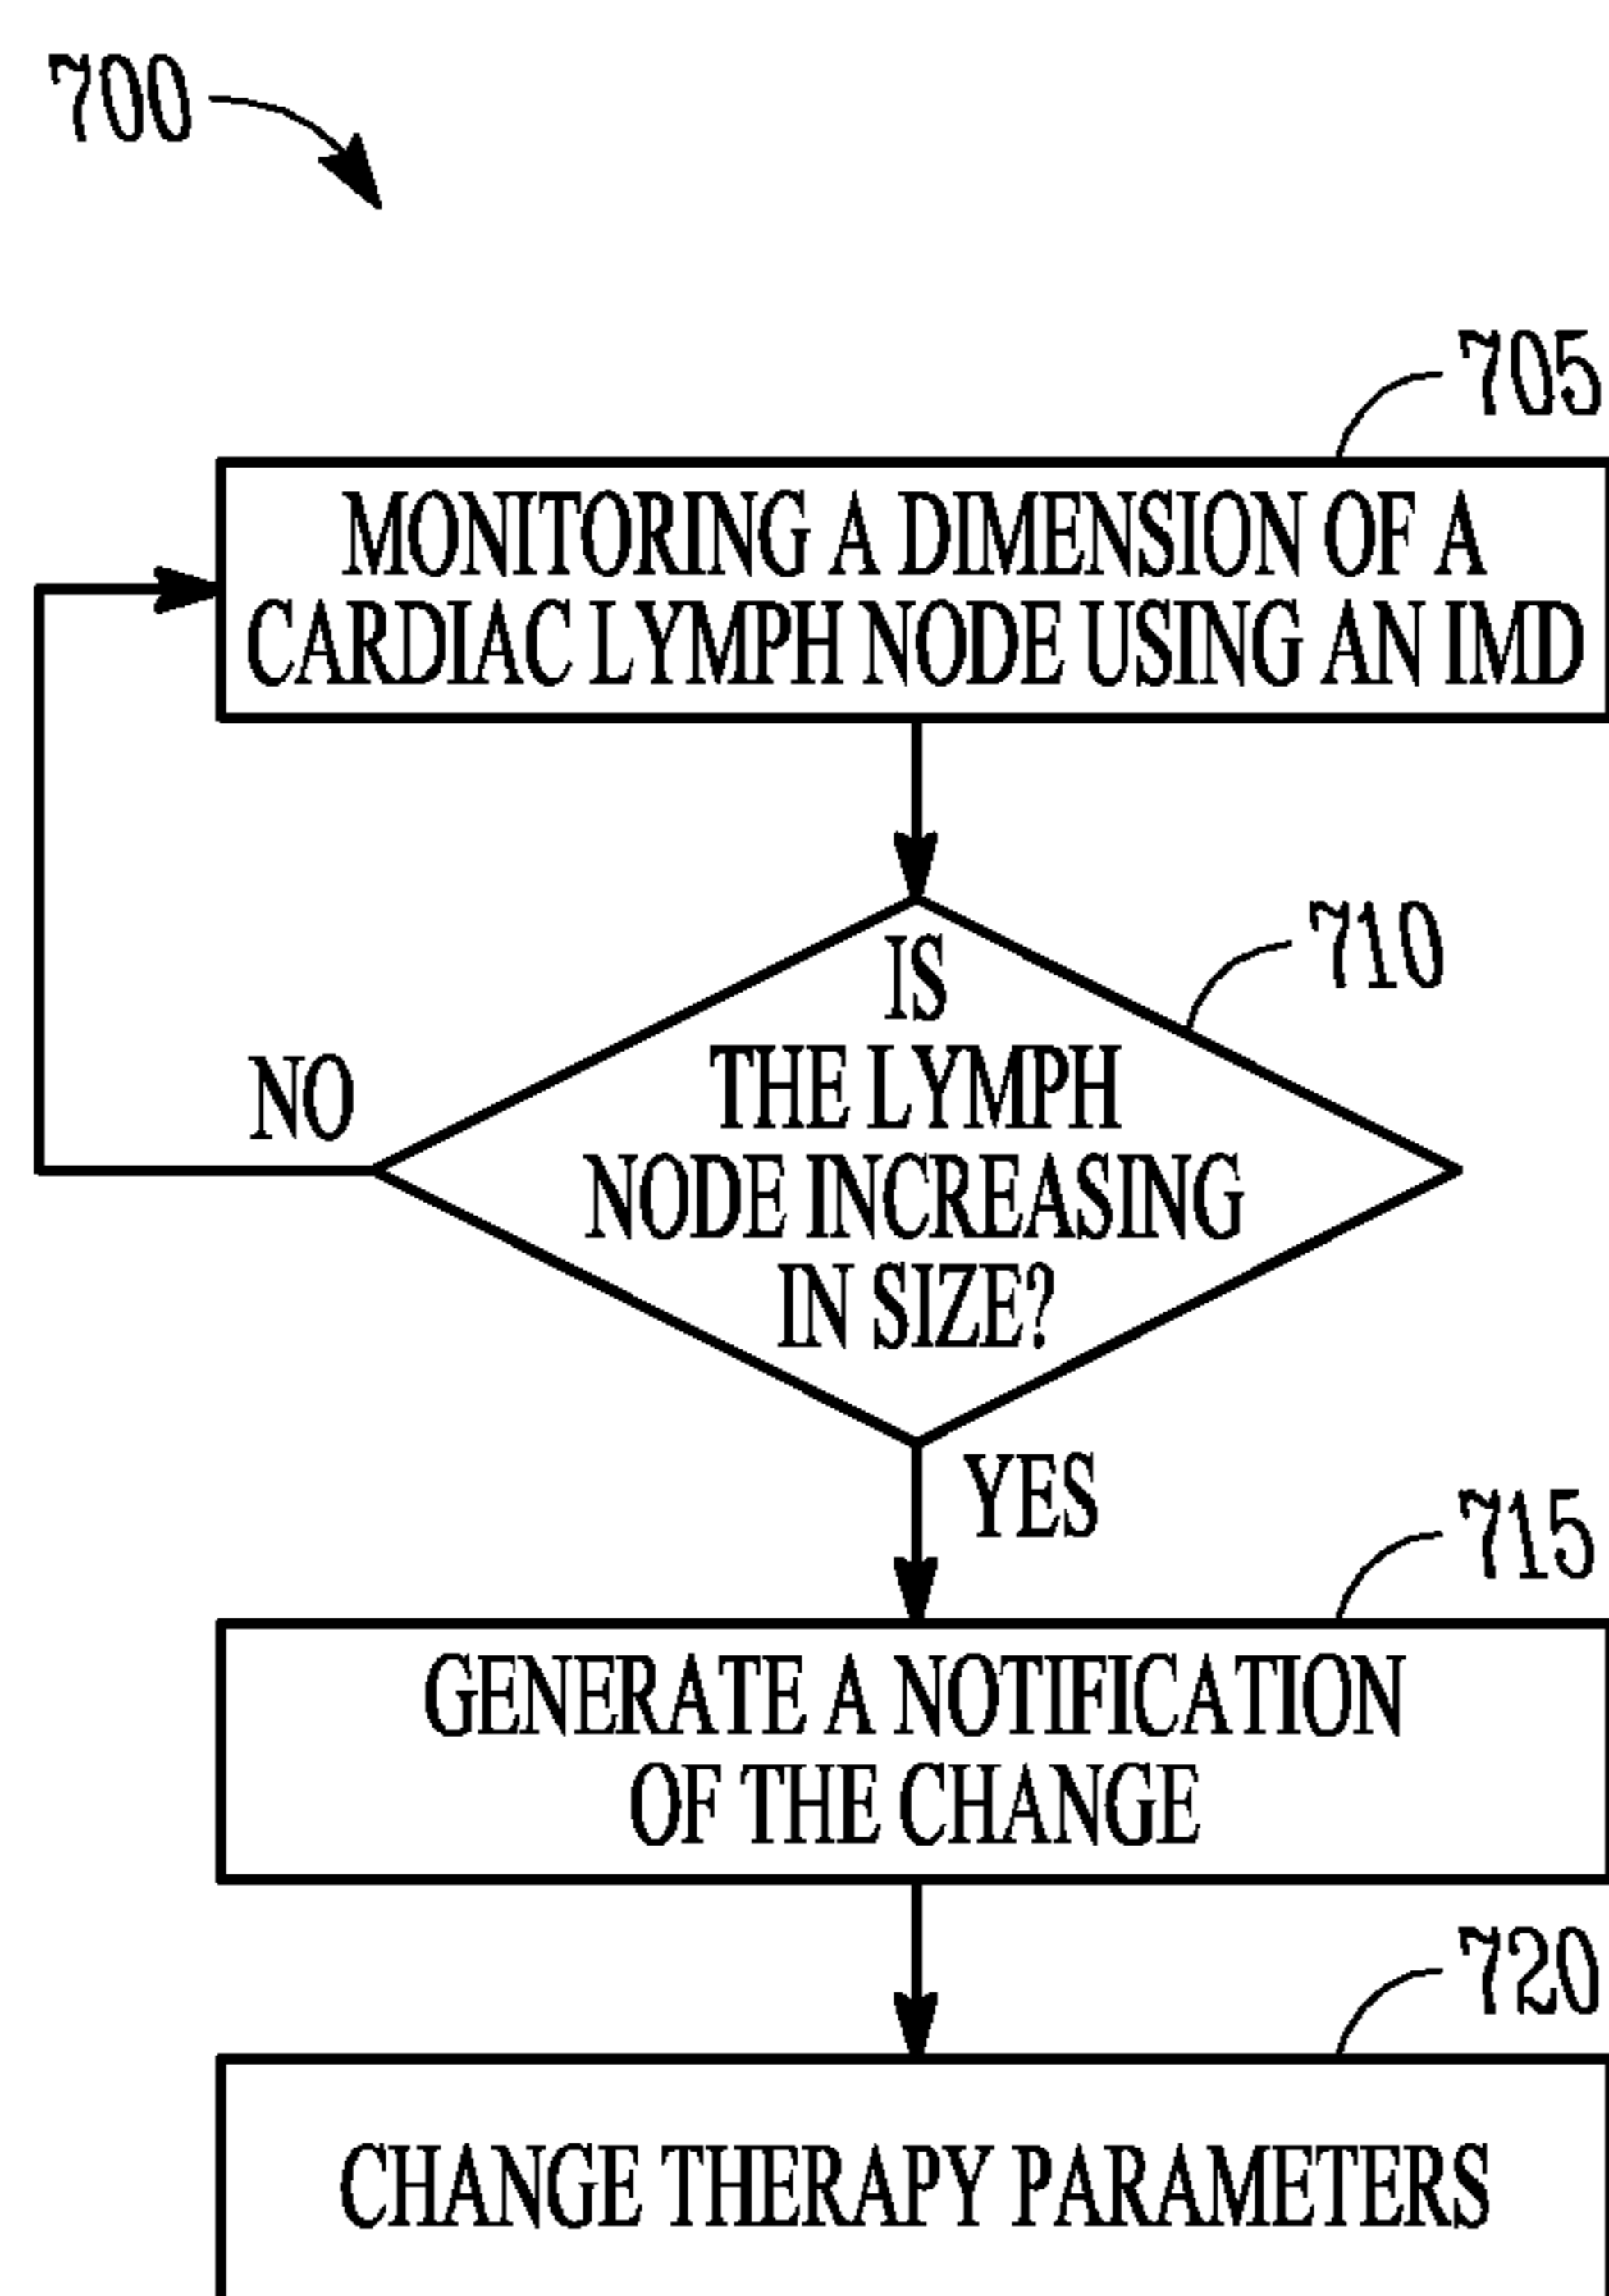 700
705
MONITORING A DIMENSION OF A
CARDIAC LYMPH NODE USING AN IMD
710
IS
THE LYMPH
NODE INCREASING
IN SIZE?
NO
YES
715
GENERATE A NOTIFICATION
OF THE CHANGE
720
CHANGE THERAPY PARAMETERS